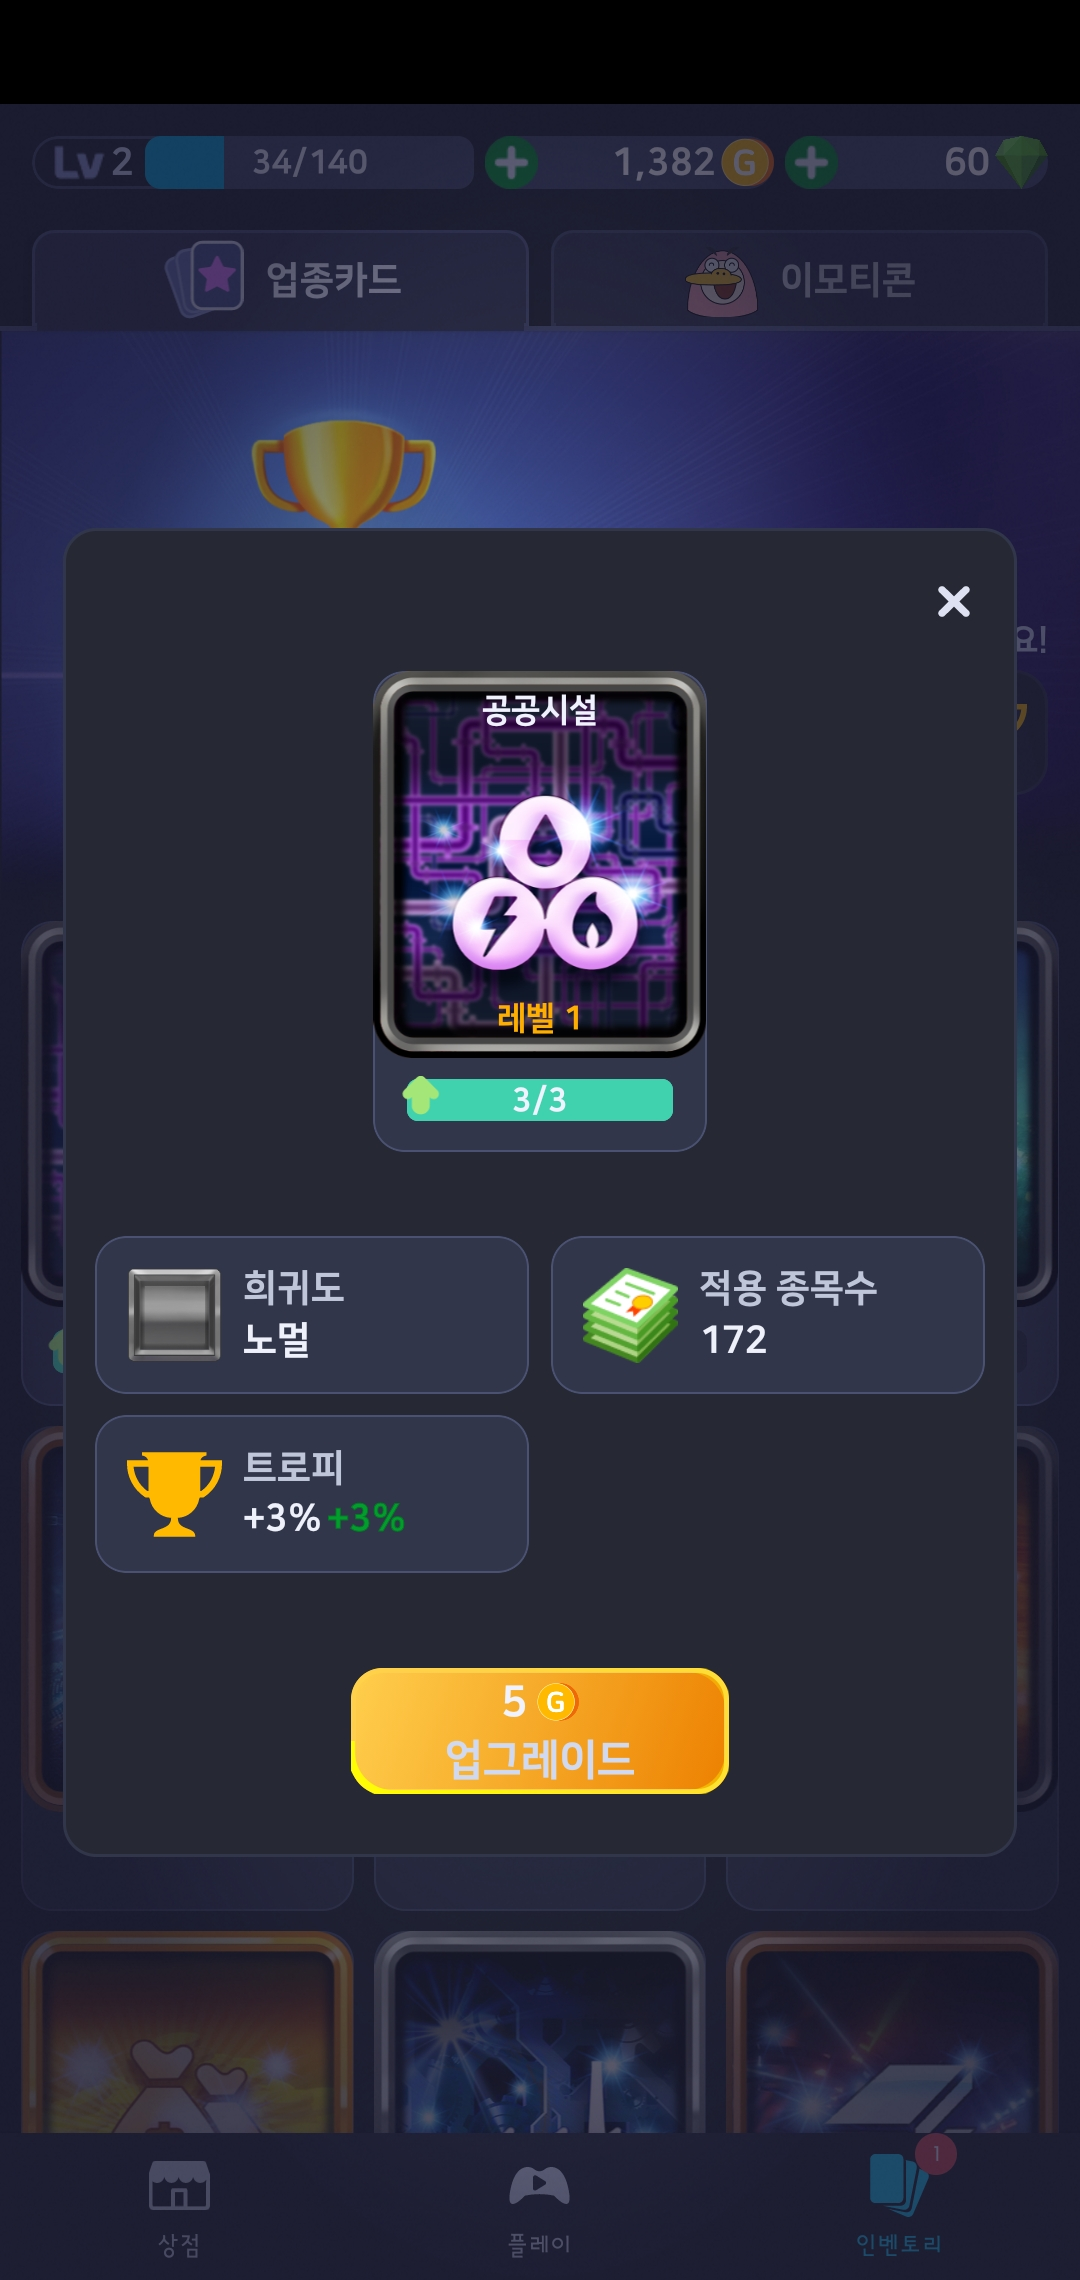 Lv 2
34/140
1,382 G
60
업종카드
이모티콘
요!
공공시설
레벨 1
3/3
희귀도
노멀
적용 종목수
172
트로피
+3% +3%
5 G
업그레이드
상점
플레이
1
인벤토리